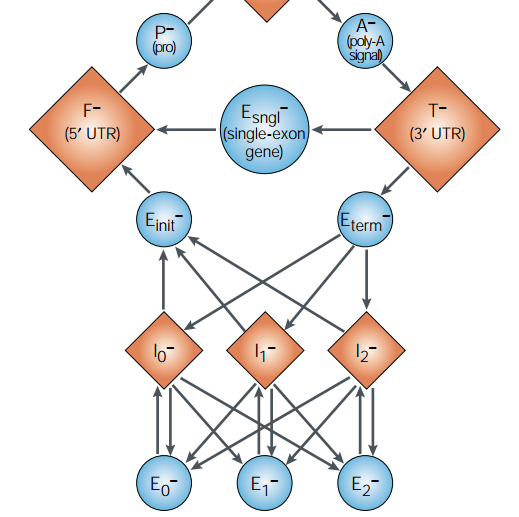 P⁻
(pro)
A⁻
(poly-A
signal)
F⁻
(5′ UTR)
E_sngl⁻
(single-exon
gene)
T⁻
(3′ UTR)
E_init⁻
E_term⁻
I₀⁻
I₁⁻
I₂⁻
E₀⁻
E₁⁻
E₂⁻